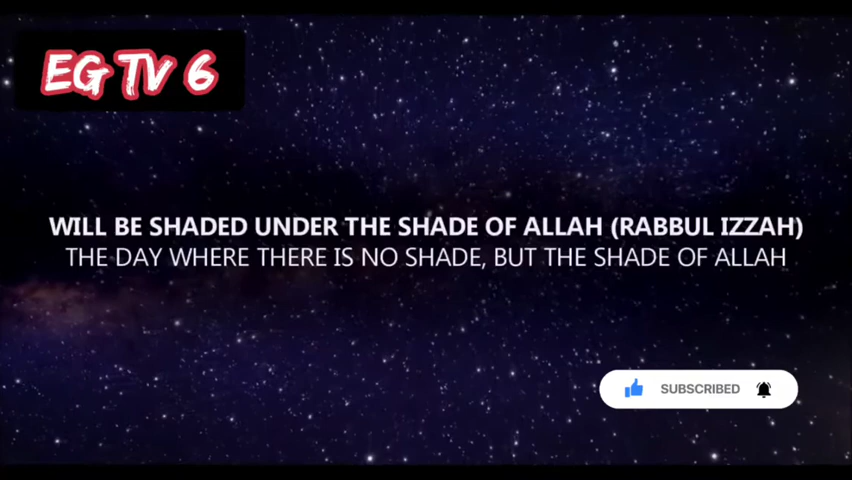 EG TV 6
WILL BE SHADED UNDER THE SHADE OF ALLAH (RABBUL IZZAH)
THE DAY WHERE THERE IS NO SHADE, BUT THE SHADE OF ALLAH
SUBSCRIBED